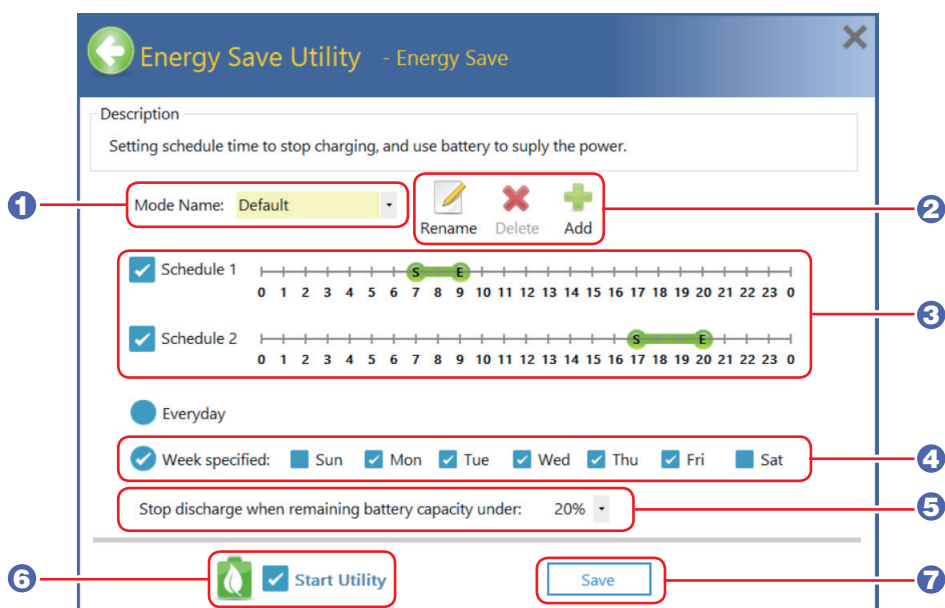 Energy Save Utility - Energy Save
Description
Setting schedule time to stop charging, and use battery to suply the power.
1 Mode Name: Default
Rename Delete Add 2
Schedule 1 S E
0 1 2 3 4 5 6 7 8 9 10 11 12 13 14 15 16 17 18 19 20 21 22 23 0
3
Schedule 2 S E
0 1 2 3 4 5 6 7 8 9 10 11 12 13 14 15 16 17 18 19 20 21 22 23 0
Everyday
Week specified: Sun Mon Tue Wed Thu Fri Sat 4
Stop discharge when remaining battery capacity under: 20% 5
6 Start Utility Save 7